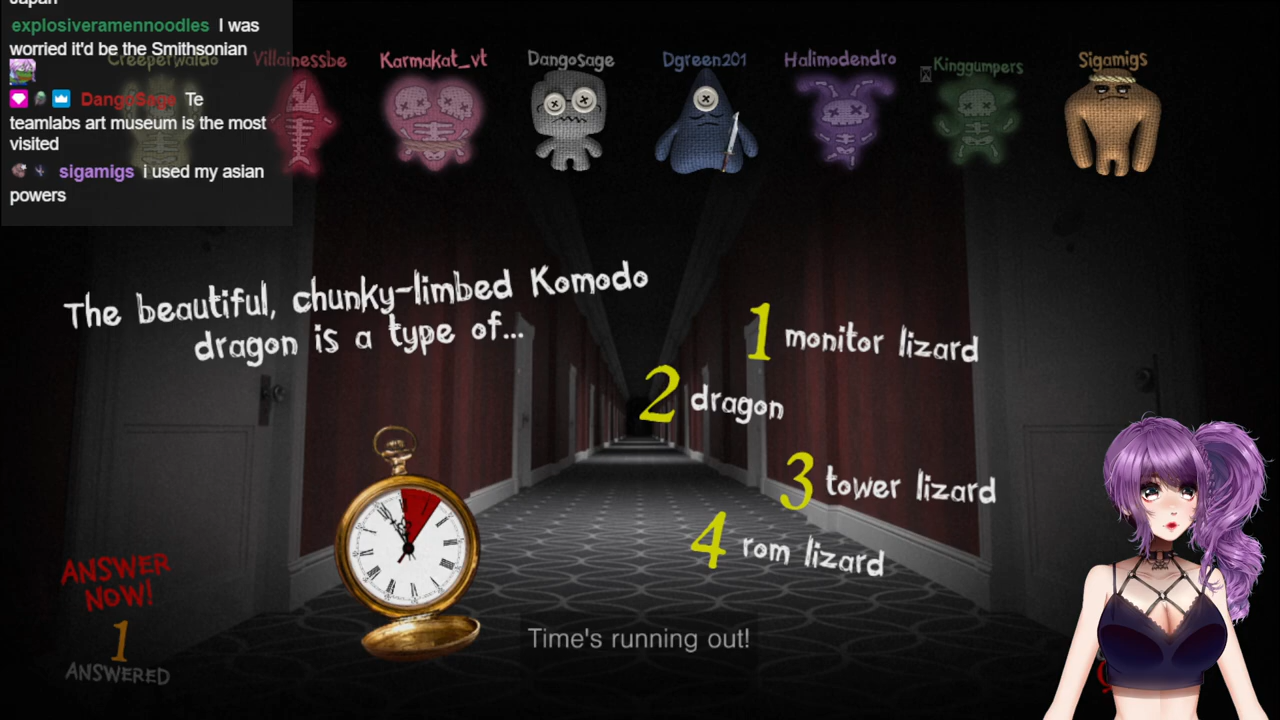 Japan
explosiveramennoodles I was
worried it'd be the Smithsonian
DangoSage Te
teamlabs art museum is the most
visited
sigamigs i used my asian
powers
Creeperwaldo
Villainessbe
Karmakat_vt
DangoSage
Dgreen201
Halimodendro
Kinggumpers
Sigamigs
The beautiful, chunky-limbed Komodo
dragon is a type of...
1 monitor lizard
2 dragon
3 tower lizard
4 rom lizard
ANSWER
NOW!
1
ANSWERED
Time's running out!